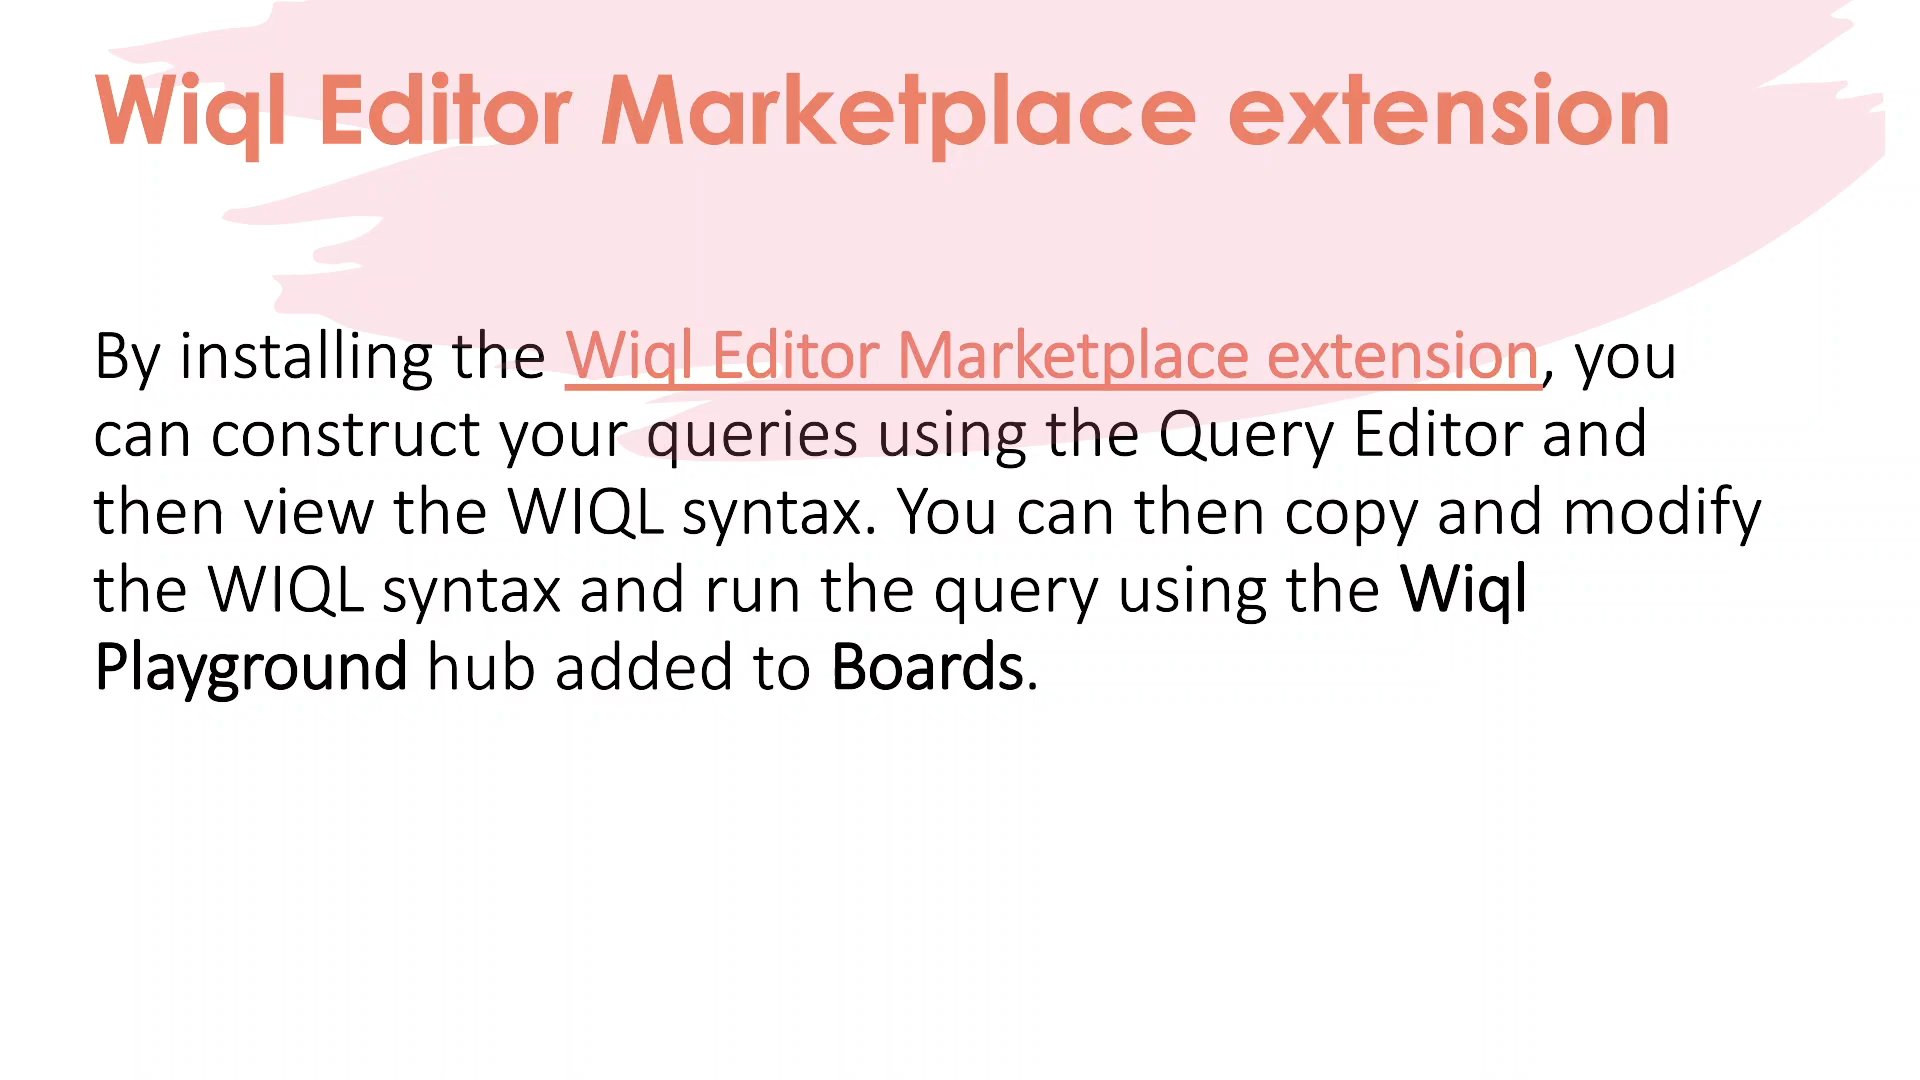 Wiql Editor Marketplace extension
By installing the Wiql Editor Marketplace extension, you
can construct your queries using the Query Editor and
then view the WIQL syntax. You can then copy and modify
the WIQL syntax and run the query using the Wiql
Playground hub added to Boards.